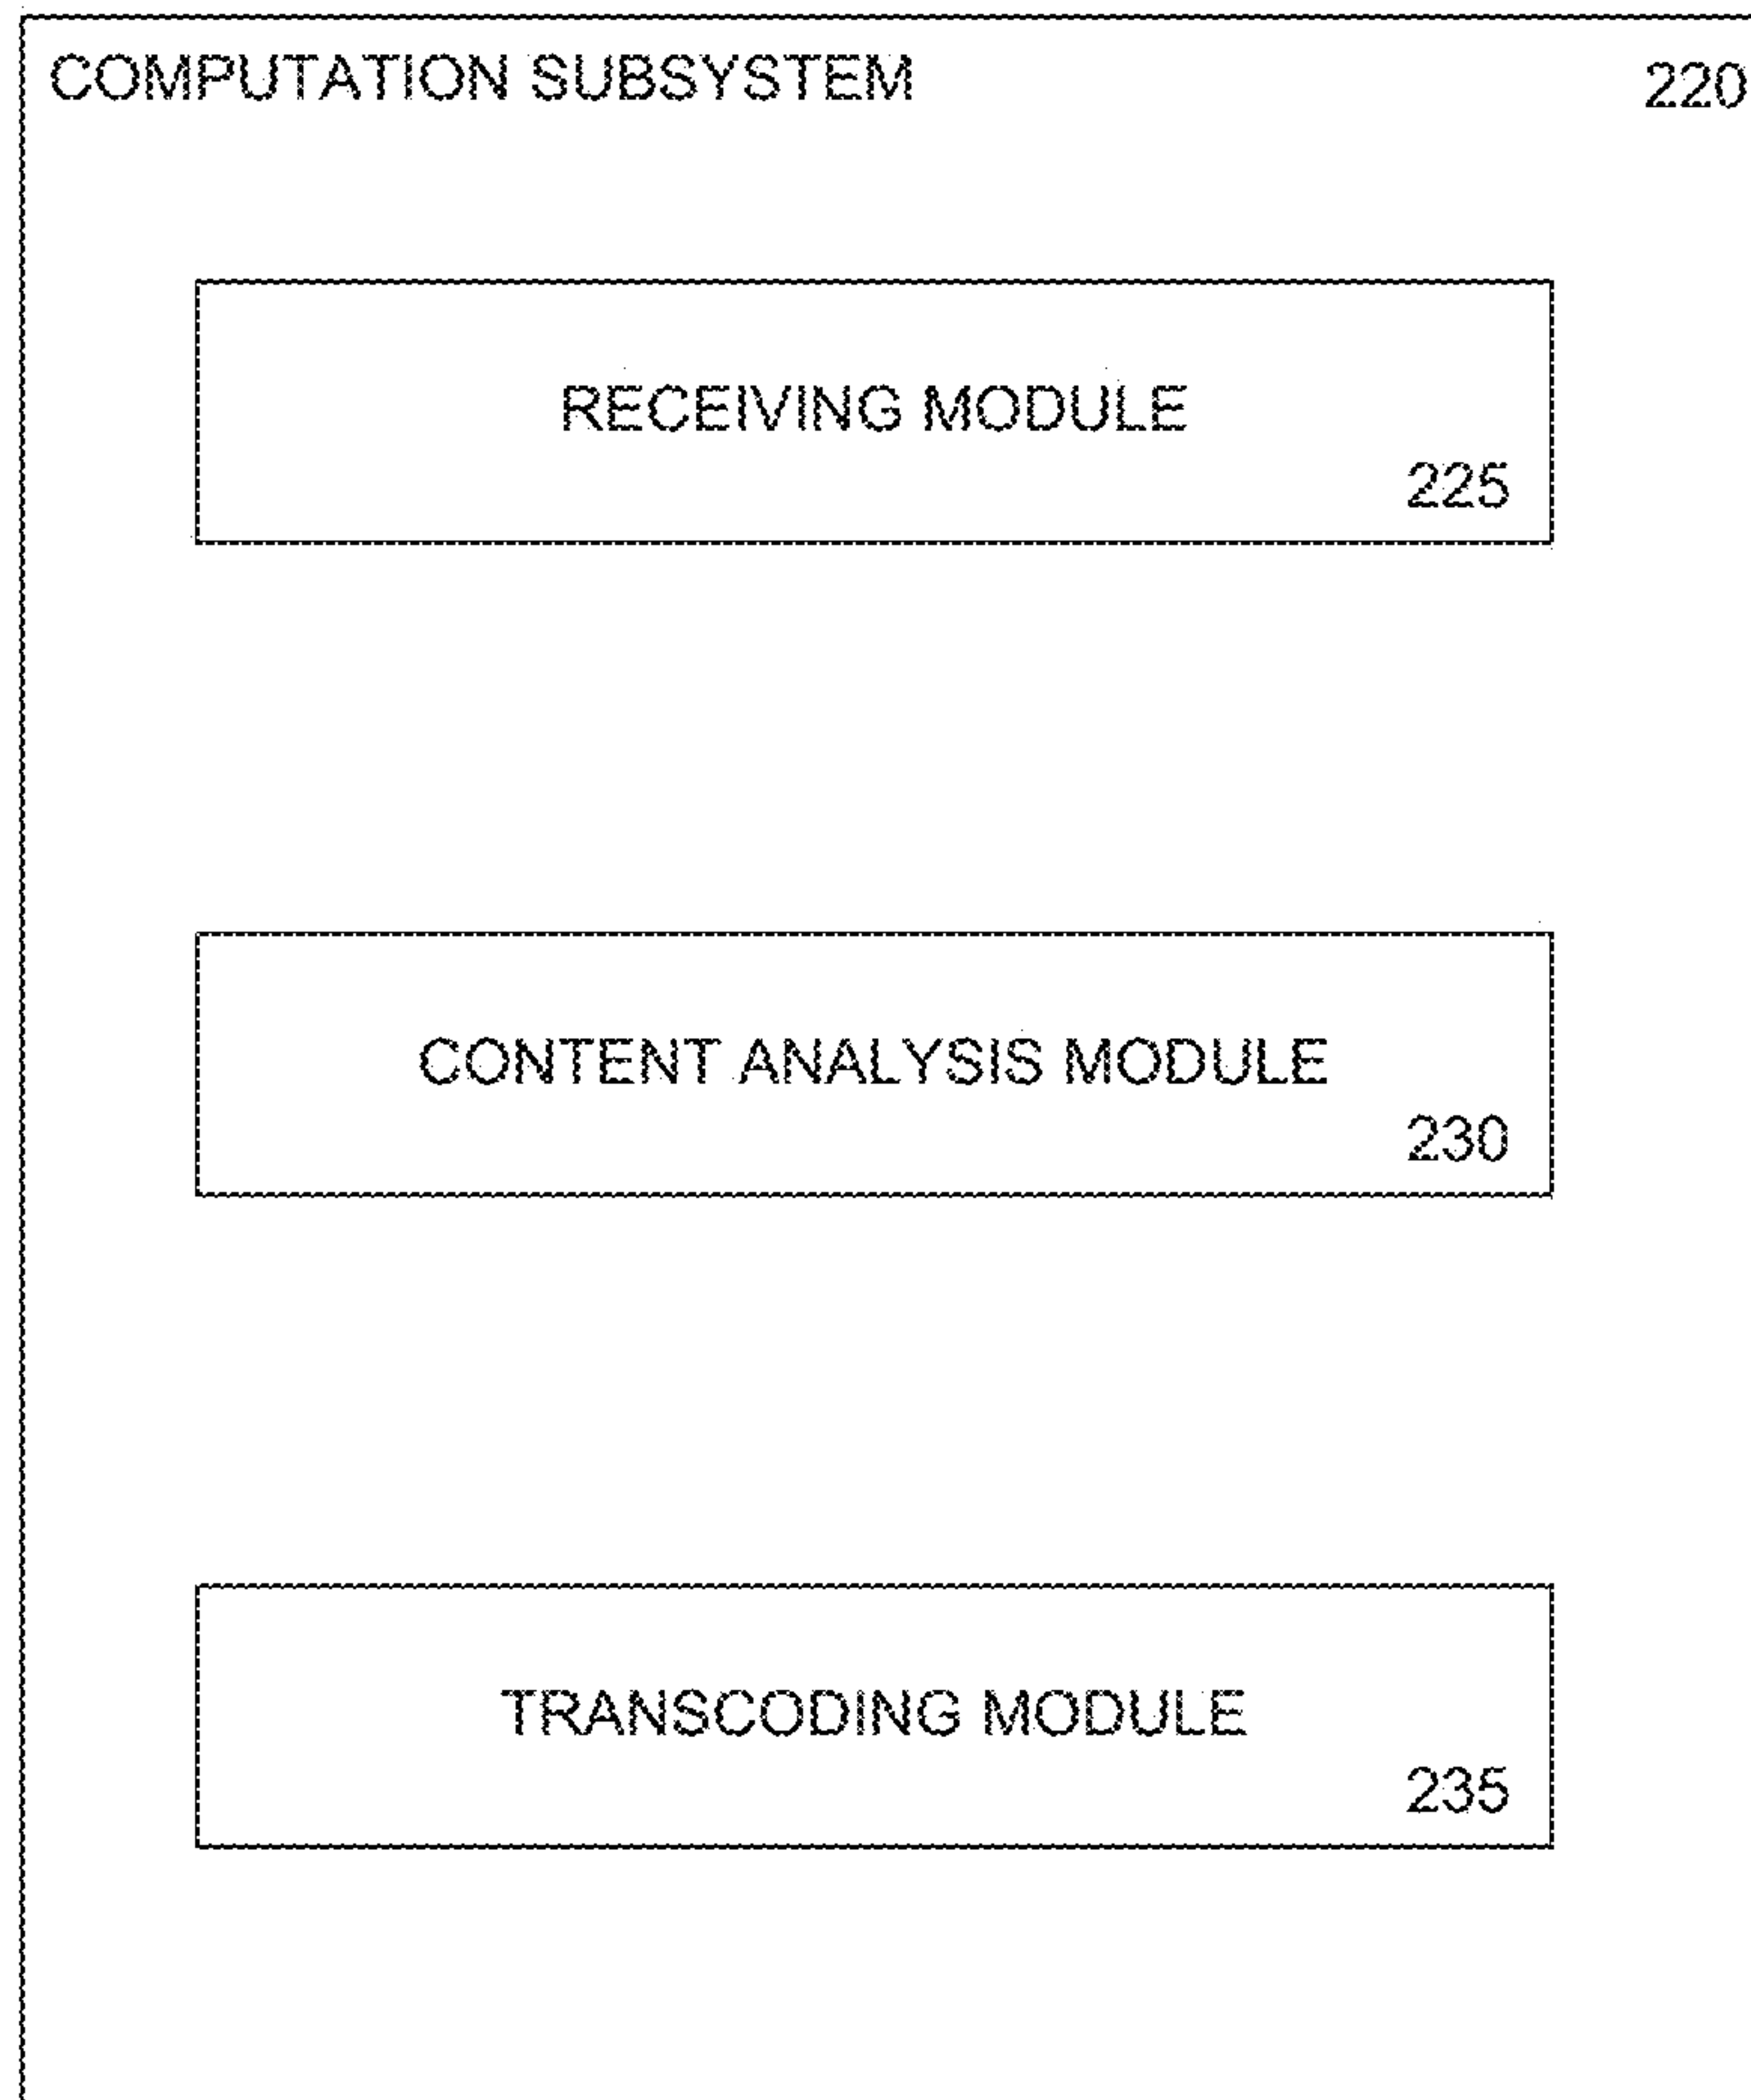 COMPUTATION SUBSYSTEM 220
RECEIVING MODULE
225
CONTENT ANALYSIS MODULE
230
TRANSCODING MODULE
235